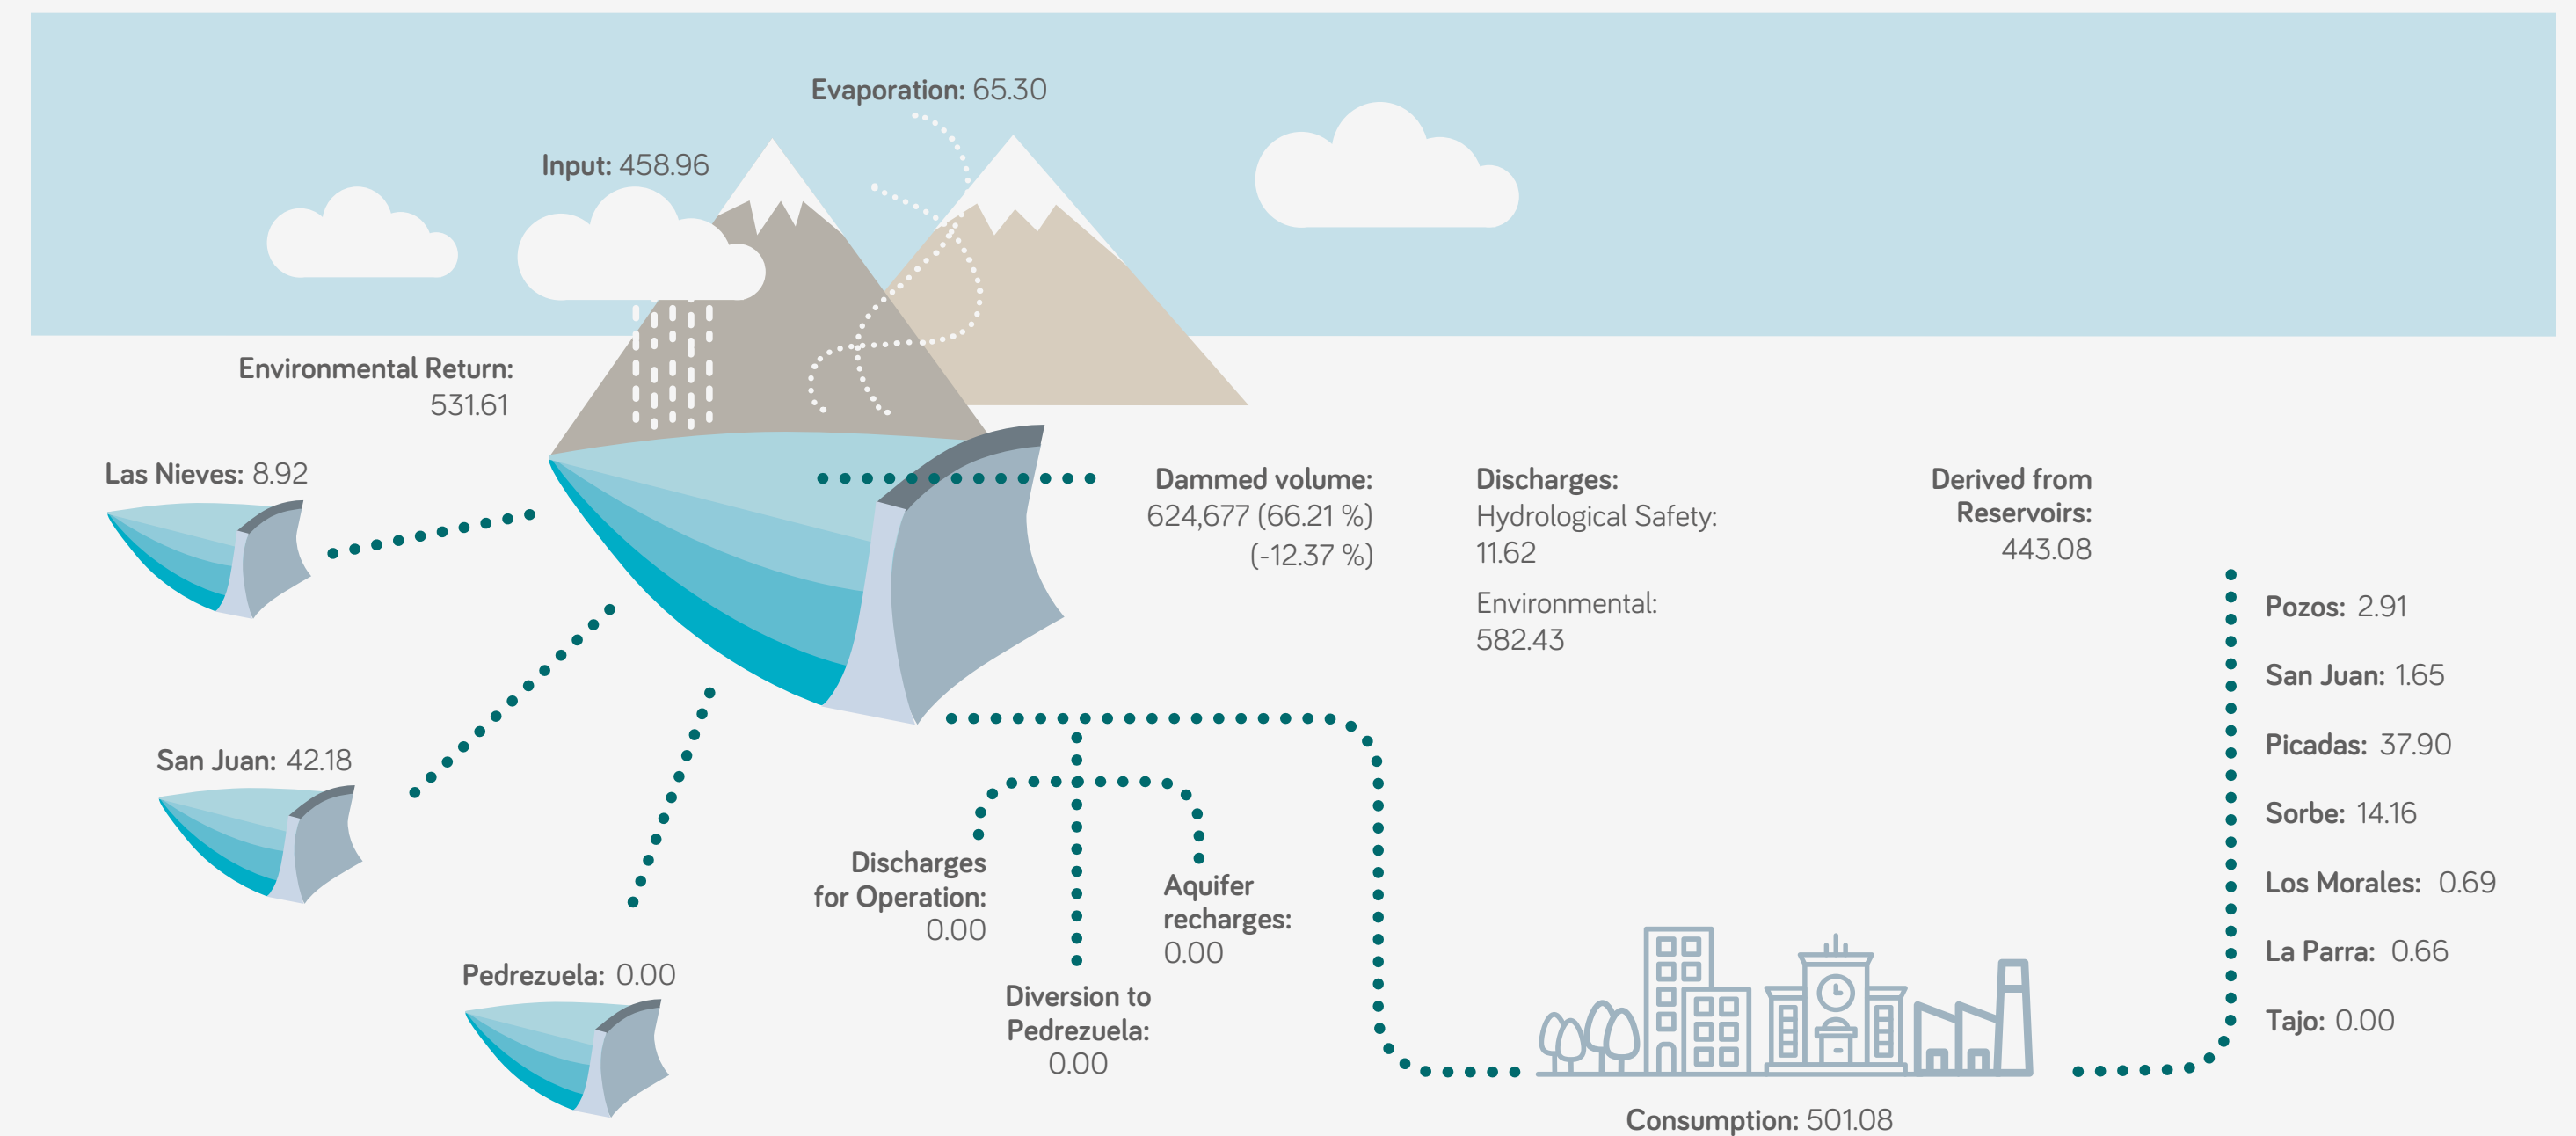 Evaporation: 65.30
Input: 458.96
Environmental Return:
531.61
Las Nieves: 8.92
Dammed volume:
624,677 (66.21 %)
(-12.37 %)
Discharges:
Hydrological Safety:
11.62
Environmental:
582.43
Derived from
Reservoirs:
443.08
Pozos: 2.91
San Juan: 1.65
Picadas: 37.90
Sorbe: 14.16
Los Morales: 0.69
La Parra: 0.66
Tajo: 0.00
San Juan: 42.18
Discharges
for Operation:
0.00
Aquifer
recharges:
0.00
Pedrezuela: 0.00
Diversion to
Pedrezuela:
0.00
Consumption: 501.08